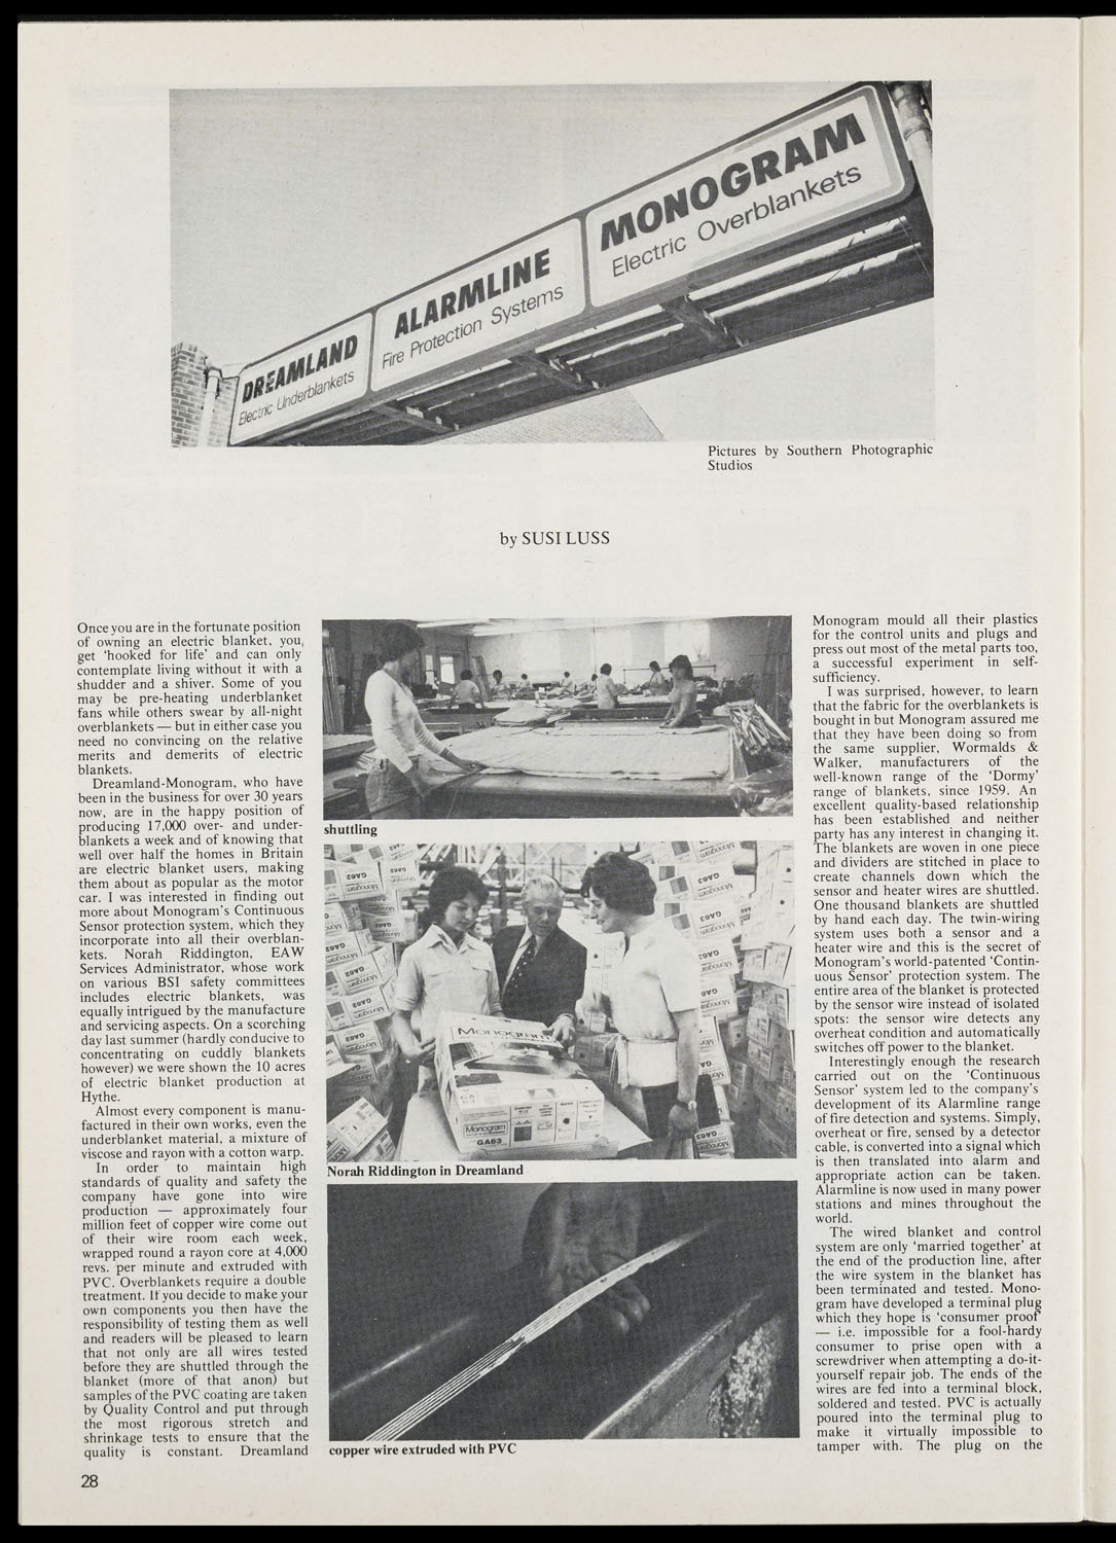 DREAMLAND
Electric Underblankets
ALARMLINE
Fire Protection Systems
MONOGRAM
Electric Overblankets
Pictures by Southern Photographic
Studios
by SUSI LUSS
Once you are in the fortunate position
of owning an electric blanket, you,
get 'hooked for life' and can only
contemplate living without it with a
shudder and a shiver. Some of you
may be pre-heating underblanket
fans while others swear by all-night
overblankets — but in either case you
need no convincing on the relative
merits and demerits of electric
blankets.
Dreamland-Monogram, who have
been in the business for over 30 years
now, are in the happy position of
producing 17,000 over- and under-
blankets a week and of knowing that
well over half the homes in Britain
are electric blanket users, making
them about as popular as the motor
car. I was interested in finding out
more about Monogram's Continuous
Sensor protection system, which they
incorporate into all their overblan-
kets. Norah Riddington, EAW
Services Administrator, whose work
on various BSI safety committees
includes electric blankets, was
equally intrigued by the manufacture
and servicing aspects. On a scorching
day last summer (hardly conducive to
concentrating on cuddly blankets
however) we were shown the 10 acres
of electric blanket production at
Hythe.
Almost every component is manu-
factured in their own works, even the
underblanket material, a mixture of
viscose and rayon with a cotton warp.
In order to maintain high
standards of quality and safety the
company have gone into wire
production — approximately four
million feet of copper wire come out
of their wire room each week,
wrapped round a rayon core at 4,000
revs. per minute and extruded with
PVC. Overblankets require a double
treatment. If you decide to make your
own components you then have the
responsibility of testing them as well
and readers will be pleased to learn
that not only are all wires tested
before they are shuttled through the
blanket (more of that anon) but
samples of the PVC coating are taken
by Quality Control and put through
the most rigorous stretch and
shrinkage tests to ensure that the
quality is constant. Dreamland
28
shuttling
Monogram
Monogram
GA63
Norah Riddington in Dreamland
copper wire extruded with PVC
Monogram mould all their plastics
for the control units and plugs and
press out most of the metal parts too,
a successful experiment in self-
sufficiency.
I was surprised, however, to learn
that the fabric for the overblankets is
bought in but Monogram assured me
that they have been doing so from
the same supplier, Wormalds &
Walker, manufacturers of the
well-known range of the 'Dormy'
range of blankets, since 1959. An
excellent quality-based relationship
has been established and neither
party has any interest in changing it.
The blankets are woven in one piece
and dividers are stitched in place to
create channels down which the
sensor and heater wires are shuttled.
One thousand blankets are shuttled
by hand each day. The twin-wiring
system uses both a sensor and a
heater wire and this is the secret of
Monogram's world-patented 'Contin-
uous Sensor' protection system. The
entire area of the blanket is protected
by the sensor wire instead of isolated
spots: the sensor wire detects any
overheat condition and automatically
switches off power to the blanket.
Interestingly enough the research
carried out on the 'Continuous
Sensor' system led to the company's
development of its Alarmline range
of fire detection and systems. Simply,
overheat or fire, sensed by a detector
cable, is converted into a signal which
is then translated into alarm and
appropriate action can be taken.
Alarmline is now used in many power
stations and mines throughout the
world.
The wired blanket and control
system are only 'married together' at
the end of the production line, after
the wire system in the blanket has
been terminated and tested. Mono-
gram have developed a terminal plug
which they hope is 'consumer proof'
— i.e. impossible for a fool-hardy
consumer to prise open with a
screwdriver when attempting a do-it-
yourself repair job. The ends of the
wires are fed into a terminal block,
soldered and tested. PVC is actually
poured into the terminal plug to
make it virtually impossible to
tamper with. The plug on the